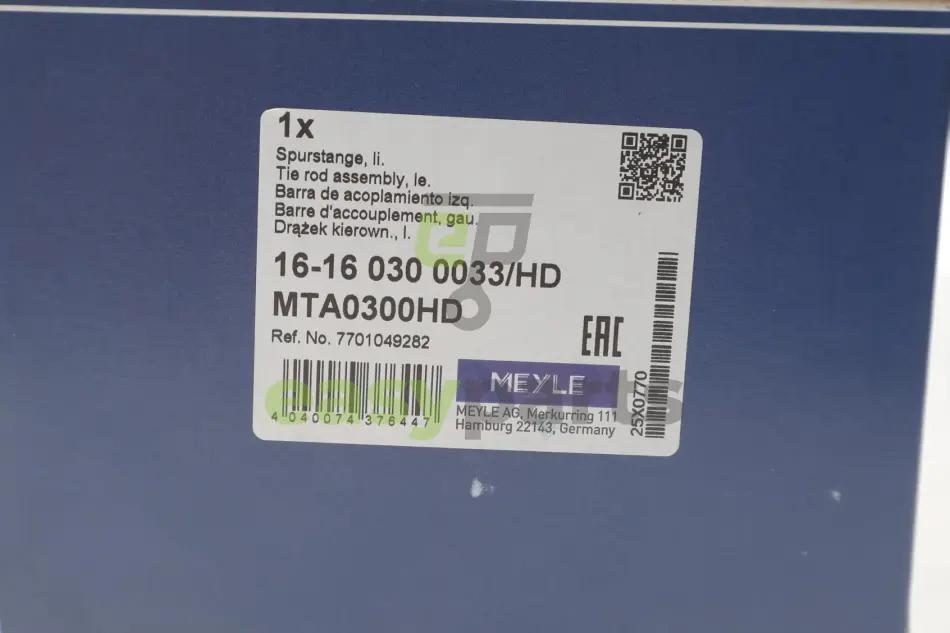 1x
Spurstange, li.
Tie rod assembly, le.
Barra de acoplamiento izq.
Barre d'accouplement, gau.
Drążek kierown., l.
16-16 030 0033/HD
MTA0300HD
Ref. No. 7701049282
EAC
MEYLE
MEYLE AG, Merkurring 111
Hamburg 22143, Germany
4 040074 376447
25X0770
easyparts